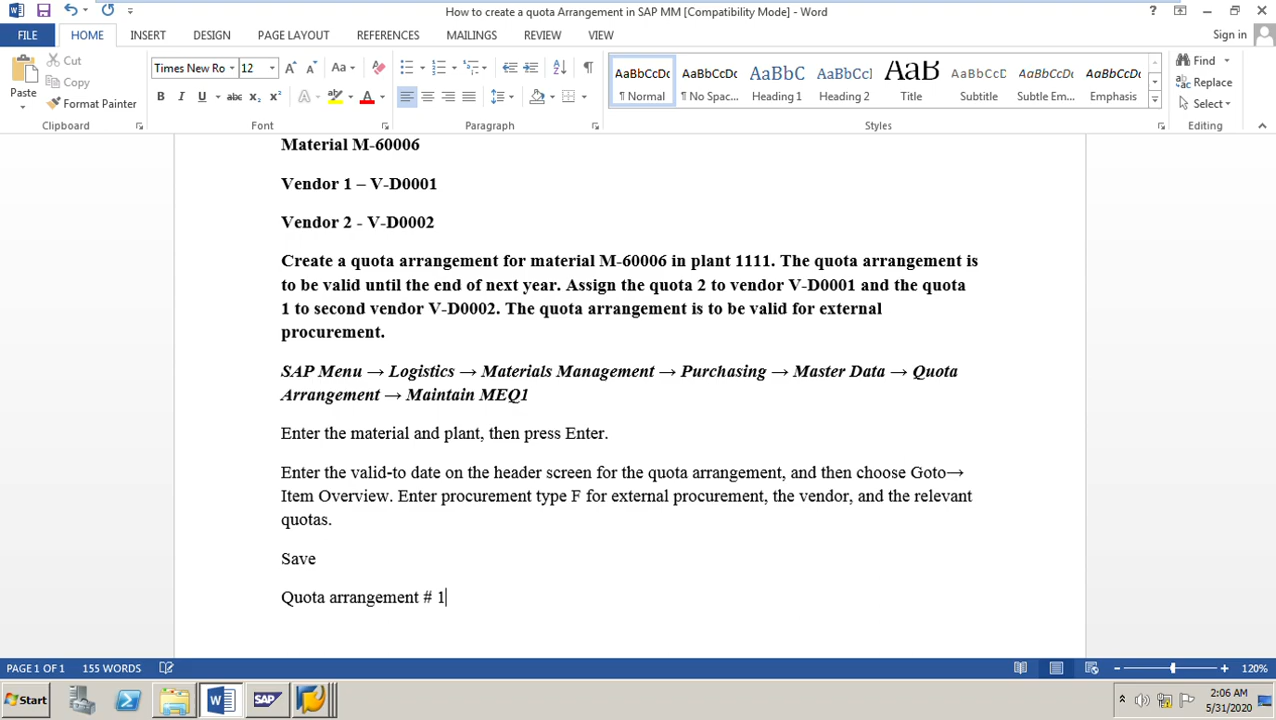 How to create a quota Arrangement in SAP MM [Compatibility Mode] - Word
FILE HOME INSERT DESIGN PAGE LAYOUT REFERENCES MAILINGS REVIEW VIEW Sign in
Paste
Cut
Copy
Format Painter
Clipboard
Times New Ro 12
Font
Paragraph
AaBbCcDc AaBbCcDc AaBbC AaBbCc AaB AaBbCcD AaBbCcDc AaBbCcDc
¶ Normal ¶ No Spac... Heading 1 Heading 2 Title Subtitle Subtle Em... Emphasis
Styles
Find
Replace
Select
Editing
Material M-60006
Vendor 1 – V-D0001
Vendor 2 - V-D0002
Create a quota arrangement for material M-60006 in plant 1111. The quota arrangement is
to be valid until the end of next year. Assign the quota 2 to vendor V-D0001 and the quota
1 to second vendor V-D0002. The quota arrangement is to be valid for external
procurement.
SAP Menu → Logistics → Materials Management → Purchasing → Master Data → Quota
Arrangement → Maintain MEQ1
Enter the material and plant, then press Enter.
Enter the valid-to date on the header screen for the quota arrangement, and then choose Goto→
Item Overview. Enter procurement type F for external procurement, the vendor, and the relevant
quotas.
Save
Quota arrangement # 1
PAGE 1 OF 1 155 WORDS 120%
Start SAP 2:06 AM
5/31/2020